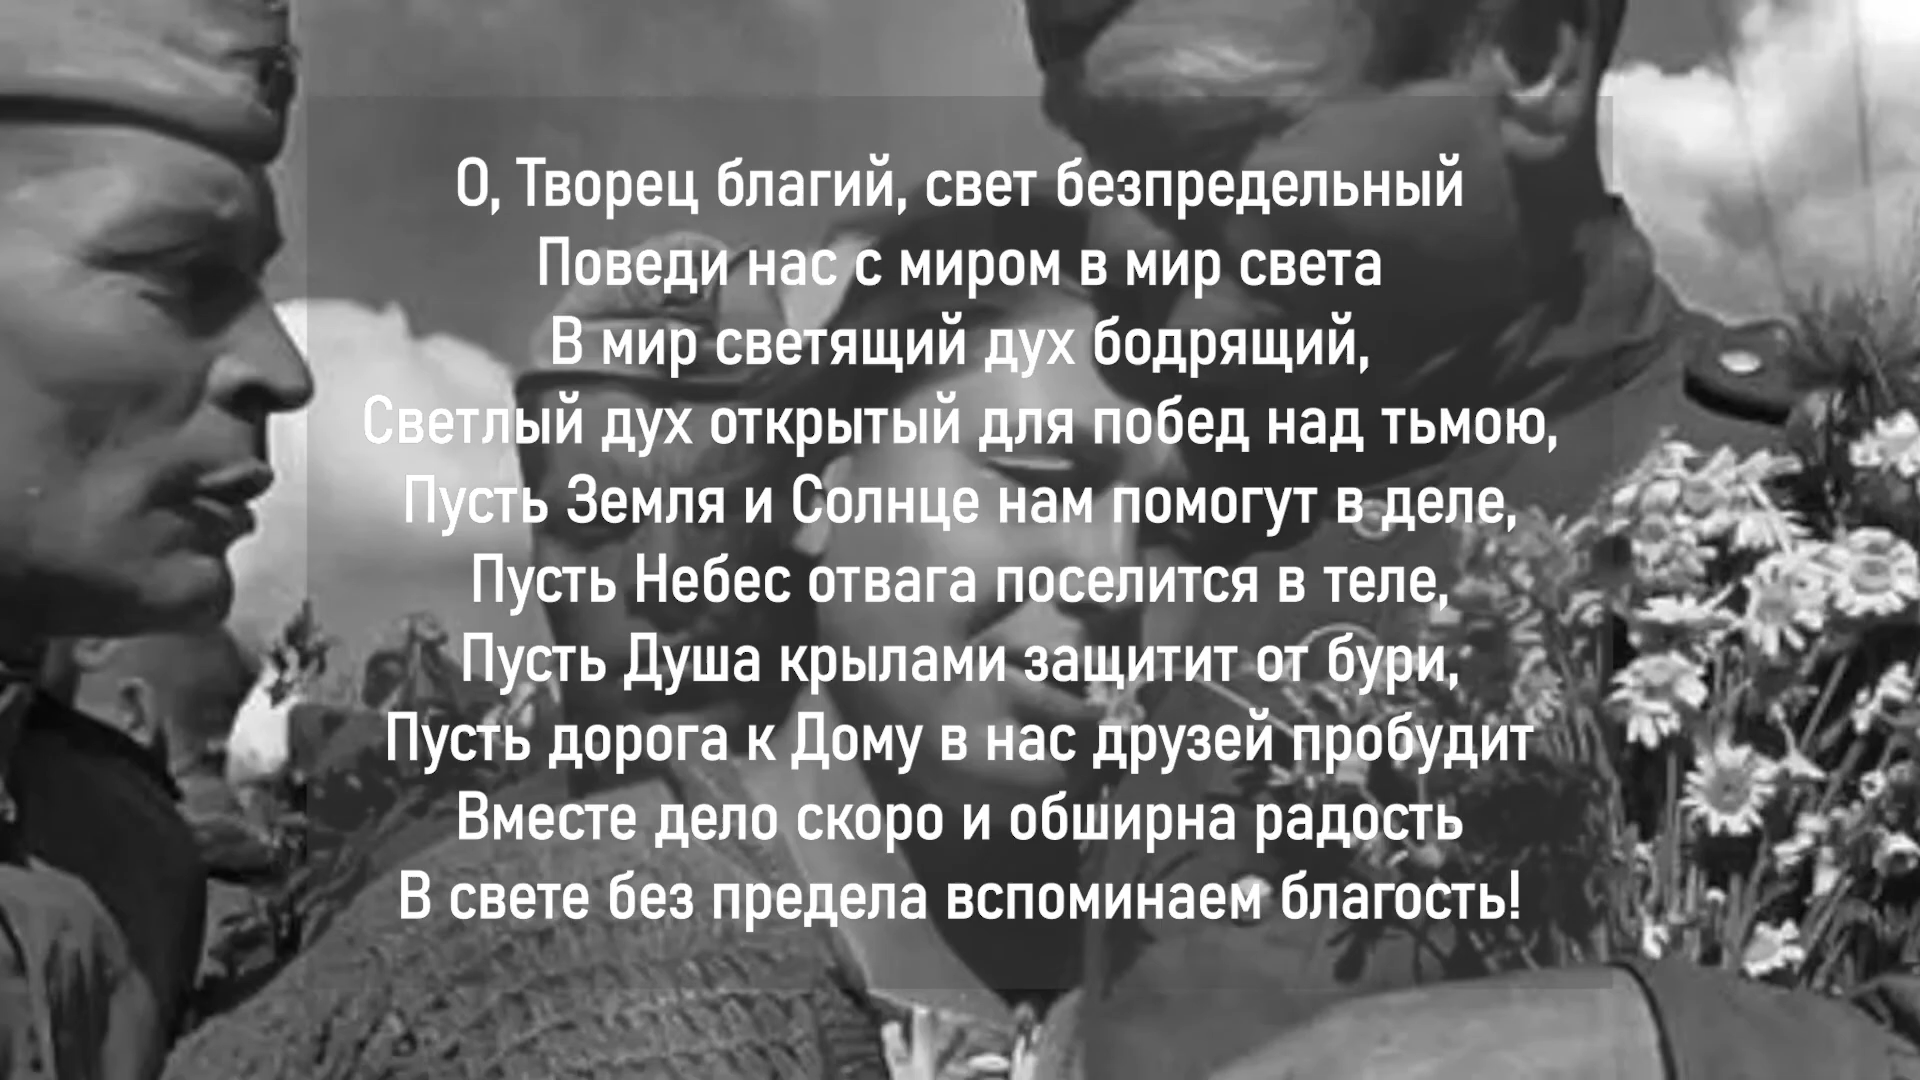 О, Творец благий, свет безпредельный
Поведи нас с миром в мир света
В мир светящий дух бодрящий,
Светлый дух открытый для побед над тьмою,
Пусть Земля и Солнце нам помогут в деле,
Пусть Небес отвага поселится в теле,
Пусть Душа крылами защитит от бури,
Пусть дорога к Дому в нас друзей пробудит
Вместе дело скоро и обширна радость
В свете без предела вспоминаем благость!